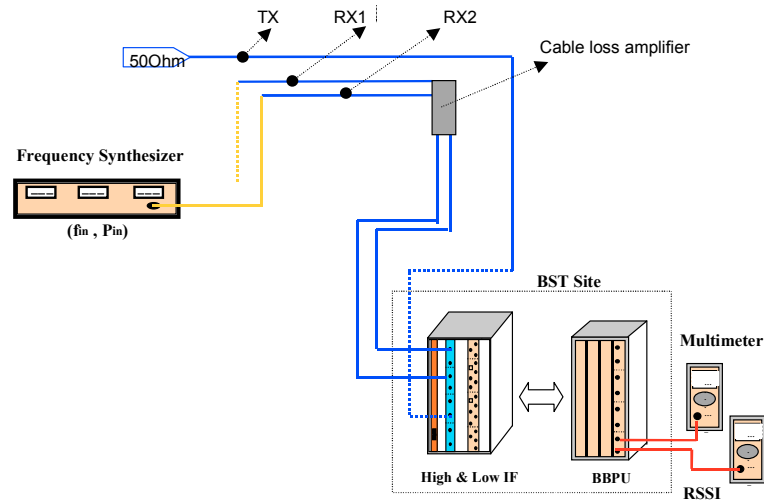 TX
RX1
RX2
Cable loss amplifier
50Ohm
Frequency Synthesizer
(fin , Pin)
BST Site
Multimeter
High & Low IF
BBPU
RSSI